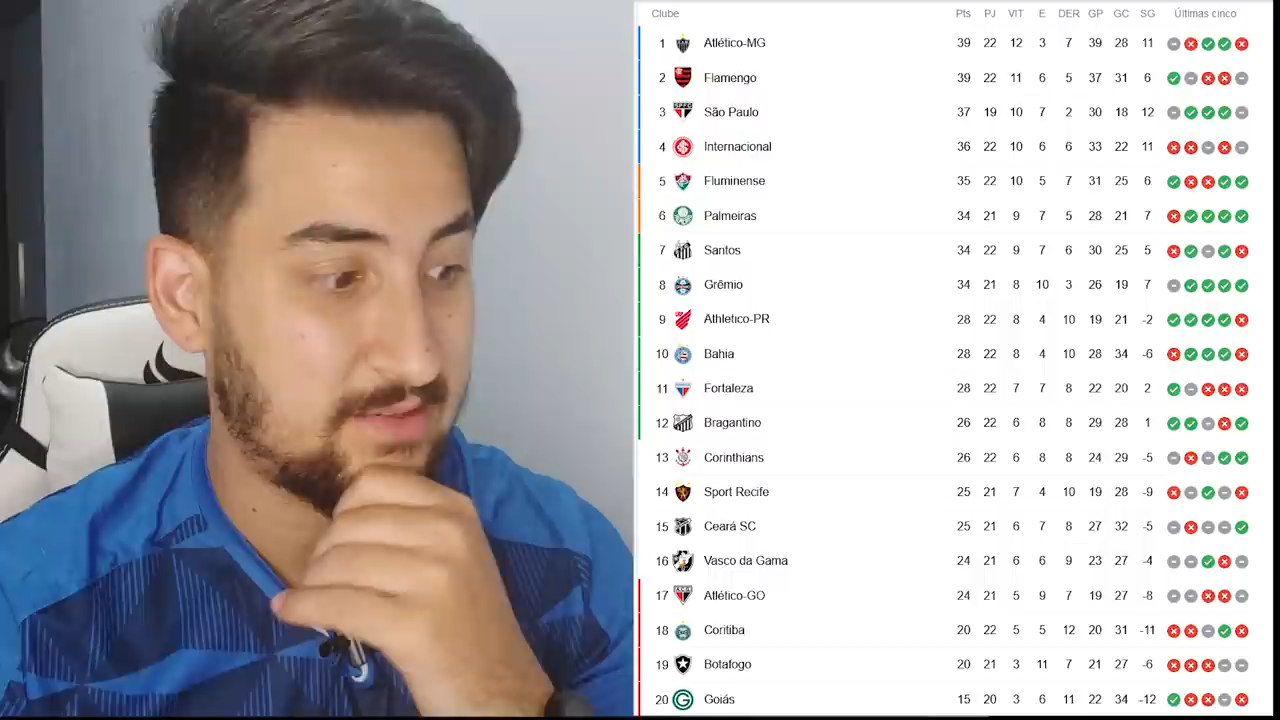 Clube Pts PJ VIT E DER GP GC SG Últimas cinco
1 Atlético-MG 39 22 12 3 7 39 28 11
2 Flamengo 39 22 11 6 5 37 31 6
3 São Paulo 37 19 10 7 2 30 18 12
4 Internacional 36 22 10 6 6 33 22 11
5 Fluminense 35 22 10 5 7 31 25 6
6 Palmeiras 34 21 9 7 5 28 21 7
7 Santos 34 22 9 7 6 30 25 5
8 Grêmio 34 21 8 10 3 26 19 7
9 Athletico-PR 28 22 8 4 10 19 21 -2
10 Bahia 28 22 8 4 10 28 34 -6
11 Fortaleza 28 22 7 7 8 22 20 2
12 Bragantino 26 22 6 8 8 29 28 1
13 Corinthians 26 22 6 8 8 24 29 -5
14 Sport Recife 25 21 7 4 10 19 28 -9
15 Ceará SC 25 21 6 7 8 27 32 -5
16 Vasco da Gama 24 21 6 6 9 23 27 -4
17 Atlético-GO 24 21 5 9 7 19 27 -8
18 Coritiba 20 22 5 5 12 20 31 -11
19 Botafogo 20 21 3 11 7 21 27 -6
20 Goiás 15 20 3 6 11 22 34 -12